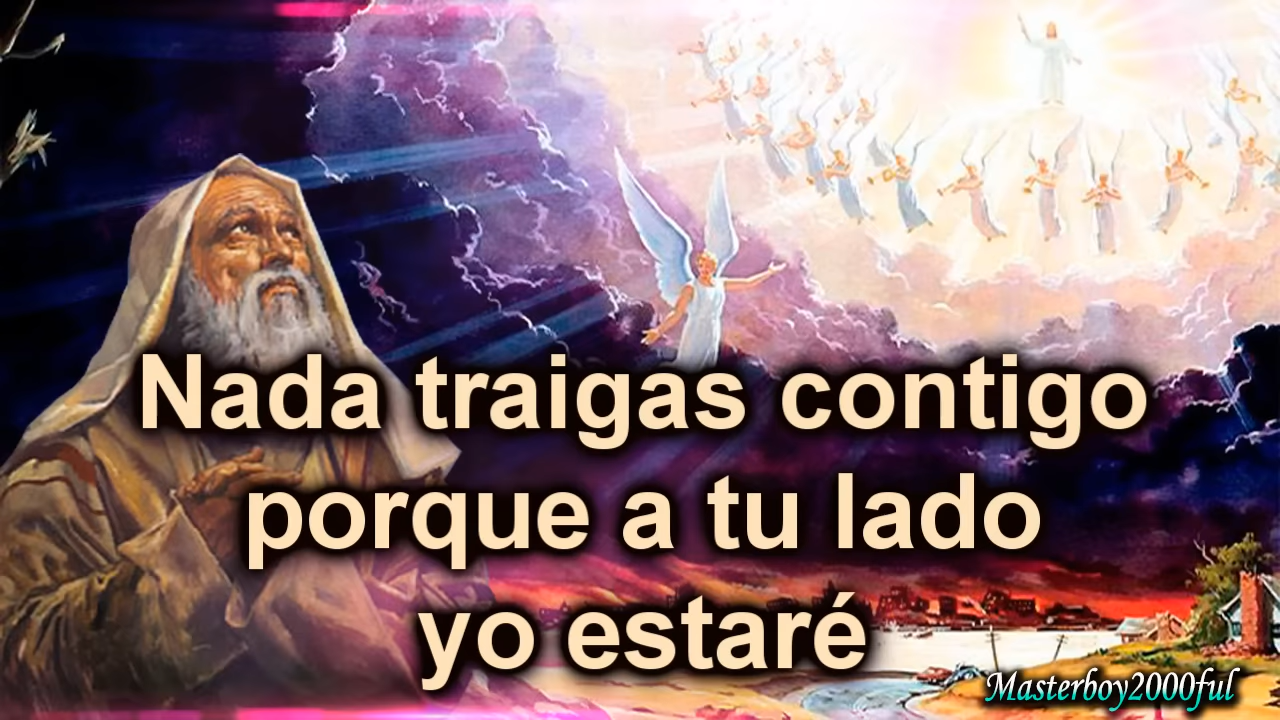 Nada traigas contigo
porque a tu lado
yo estaré
Masterboy2000ful